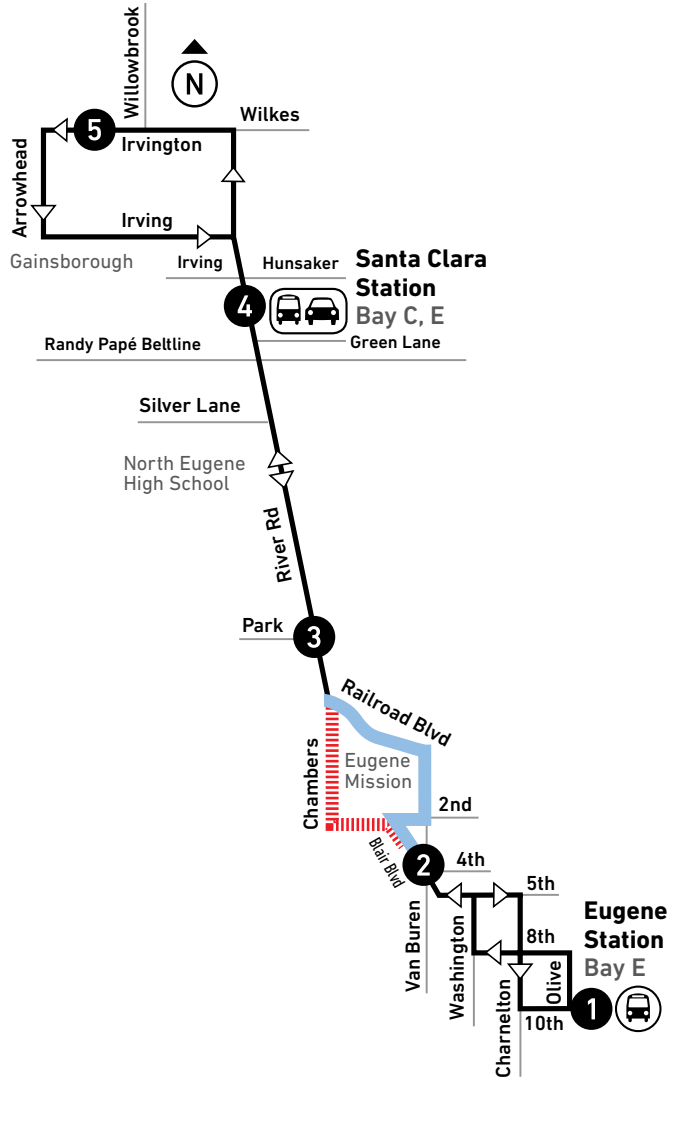 Willowbrook
N
Wilkes
5
Irvington
Arrowhead
Irving
Gainsborough
Irving
Hunsaker
Santa Clara
Station
Bay C, E
4
Green Lane
Randy Papé Beltline
Silver Lane
North Eugene
High School
River Rd
Park
3
Railroad Blvd
Chambers
Eugene
Mission
2nd
Blair Blvd
2
4th
5th
Van Buren
Washington
8th
Eugene
Station
Bay E
Olive
Charnelton
10th
1